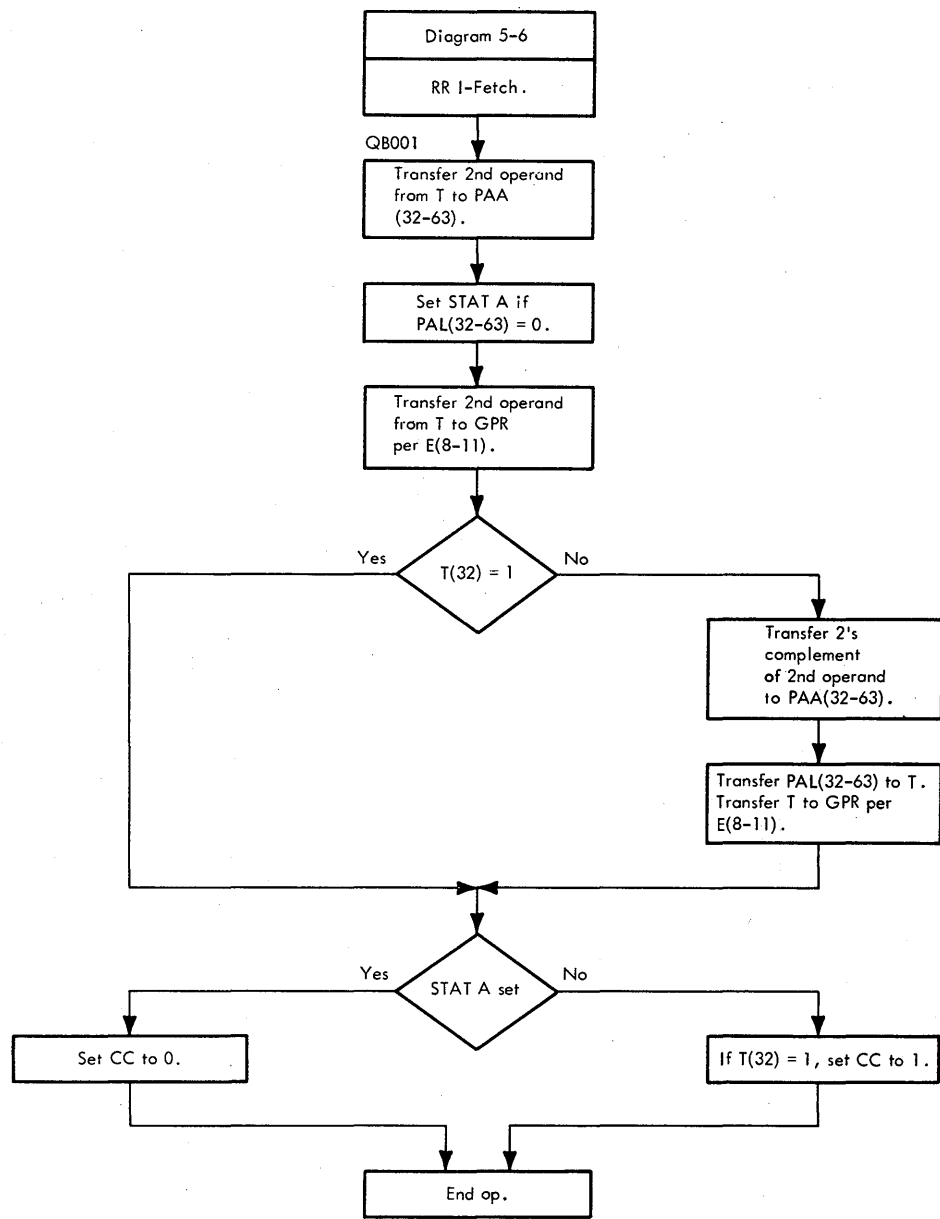 Diagram 5-6
RR I-Fetch.
QB001
Transfer 2nd operand
from T to PAA
(32-63).
Set STAT A if
PAL(32-63) = 0.
Transfer 2nd operand
from T to GPR
per E(8-11).
Yes
T(32) = 1
No
Transfer 2's
complement
of 2nd operand
to PAA(32-63).
Transfer PAL(32-63) to T.
Transfer T to GPR per
E(8-11).
Yes
STAT A set
No
Set CC to 0.
If T(32) = 1, set CC to 1.
End op.